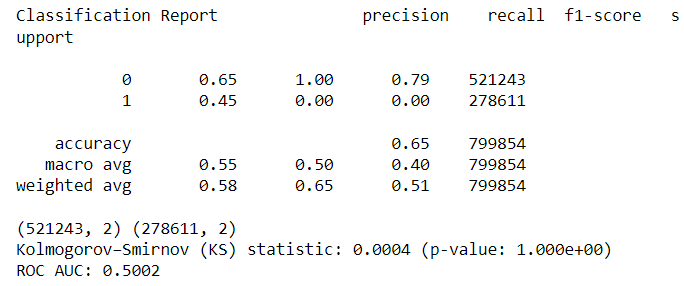 Classification Report              precision    recall  f1-score   s
upport

           0       0.65      1.00      0.79    521243
           1       0.45      0.00      0.00    278611

    accuracy                           0.65    799854
   macro avg       0.55      0.50      0.40    799854
weighted avg       0.58      0.65      0.51    799854

(521243, 2) (278611, 2)
Kolmogorov–Smirnov (KS) statistic: 0.0004 (p-value: 1.000e+00)
ROC AUC: 0.5002